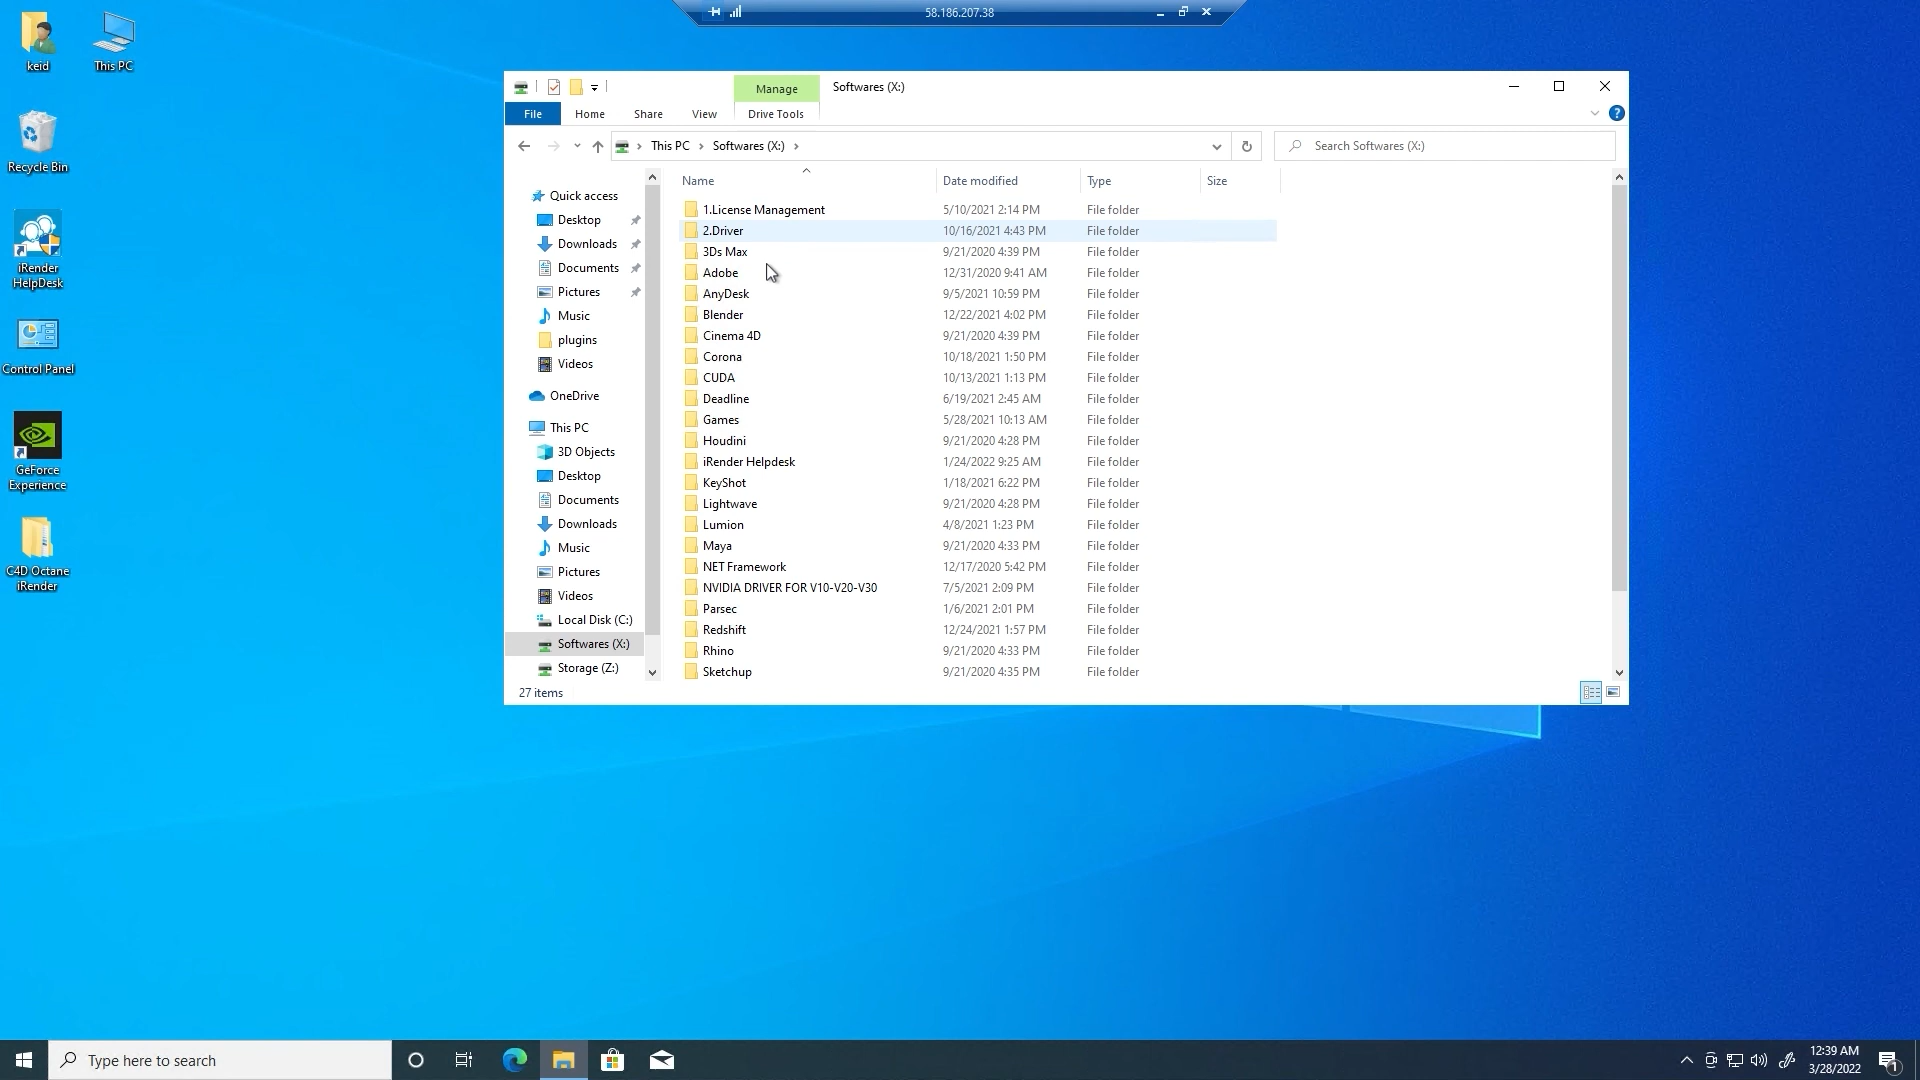 58.186.207.38
keid
This PC
Recycle Bin
iRender
HelpDesk
Control Panel
GeForce
Experience
C4D Octane
iRender
Manage
Softwares (X:)
File
Home
Share
View
Drive Tools
This PC
Softwares (X:)
Search Softwares (X:)
Quick access
Desktop
Downloads
Documents
Pictures
Music
plugins
Videos
OneDrive
This PC
3D Objects
Desktop
Documents
Downloads
Music
Pictures
Videos
Local Disk (C:)
Softwares (X:)
Storage (Z:)
Name Date modified Type Size
1.License Management 5/10/2021 2:14 PM File folder
2.Driver 10/16/2021 4:43 PM File folder
3Ds Max 9/21/2020 4:39 PM File folder
Adobe 12/31/2020 9:41 AM File folder
AnyDesk 9/5/2021 10:59 PM File folder
Blender 12/22/2021 4:02 PM File folder
Cinema 4D 9/21/2020 4:39 PM File folder
Corona 10/18/2021 1:50 PM File folder
CUDA 10/13/2021 1:13 PM File folder
Deadline 6/19/2021 2:45 AM File folder
Games 5/28/2021 10:13 AM File folder
Houdini 9/21/2020 4:28 PM File folder
iRender Helpdesk 1/24/2022 9:25 AM File folder
KeyShot 1/18/2021 6:22 PM File folder
Lightwave 9/21/2020 4:28 PM File folder
Lumion 4/8/2021 1:23 PM File folder
Maya 9/21/2020 4:33 PM File folder
NET Framework 12/17/2020 5:42 PM File folder
NVIDIA DRIVER FOR V10-V20-V30 7/5/2021 2:09 PM File folder
Parsec 1/6/2021 2:01 PM File folder
Redshift 12/24/2021 1:57 PM File folder
Rhino 9/21/2020 4:33 PM File folder
Sketchup 9/21/2020 4:35 PM File folder
27 items
Type here to search
12:39 AM
3/28/2022
1